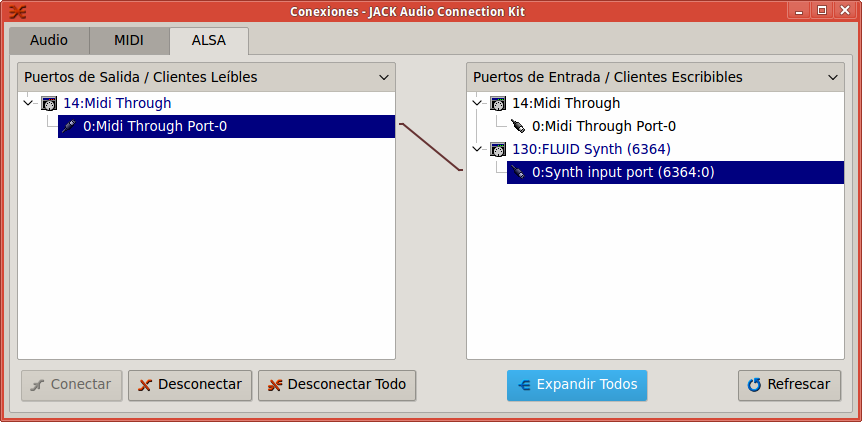 Conexiones - JACK Audio Connection Kit
Audio
MIDI
ALSA
Puertos de Salida / Clientes Leíbles
14:Midi Through
0:Midi Through Port-0
Puertos de Entrada / Clientes Escribibles
14:Midi Through
0:Midi Through Port-0
130:FLUID Synth (6364)
0:Synth input port (6364:0)
Conectar
Desconectar
Desconectar Todo
Expandir Todos
Refrescar